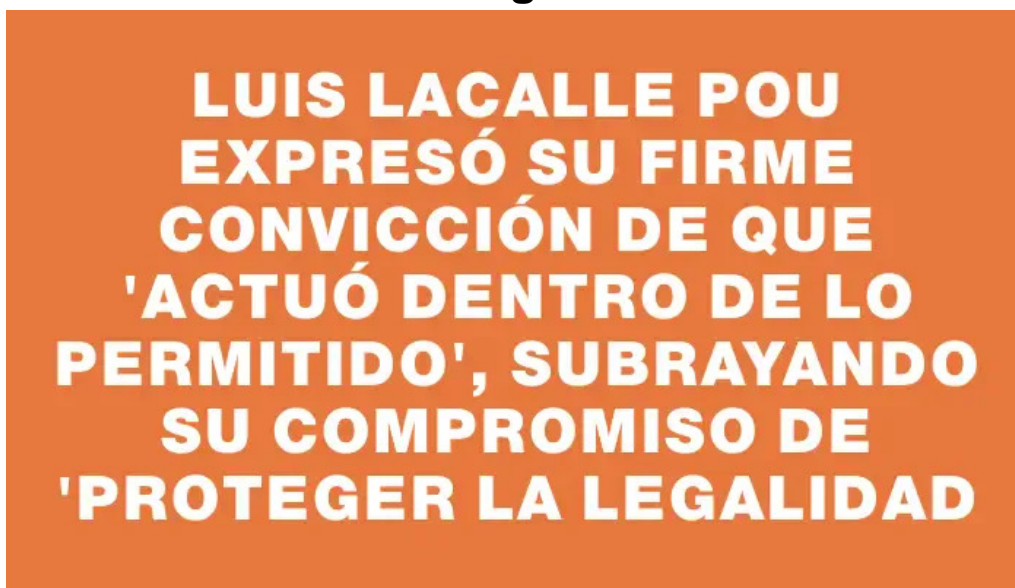 LUIS LACALLE POU
EXPRESÓ SU FIRME
CONVICCIÓN DE QUE
'ACTUÓ DENTRO DE LO
PERMITIDO', SUBRAYANDO
SU COMPROMISO DE
'PROTEGER LA LEGALIDAD